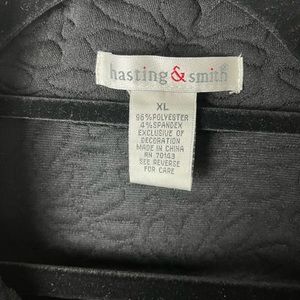 hasting & smith
XL
96%POLYESTER
4%SPANDEX
EXCLUSIVE OF
DECORATION
MADE IN CHINA
RN 70143
SEE REVERSE
FOR CARE